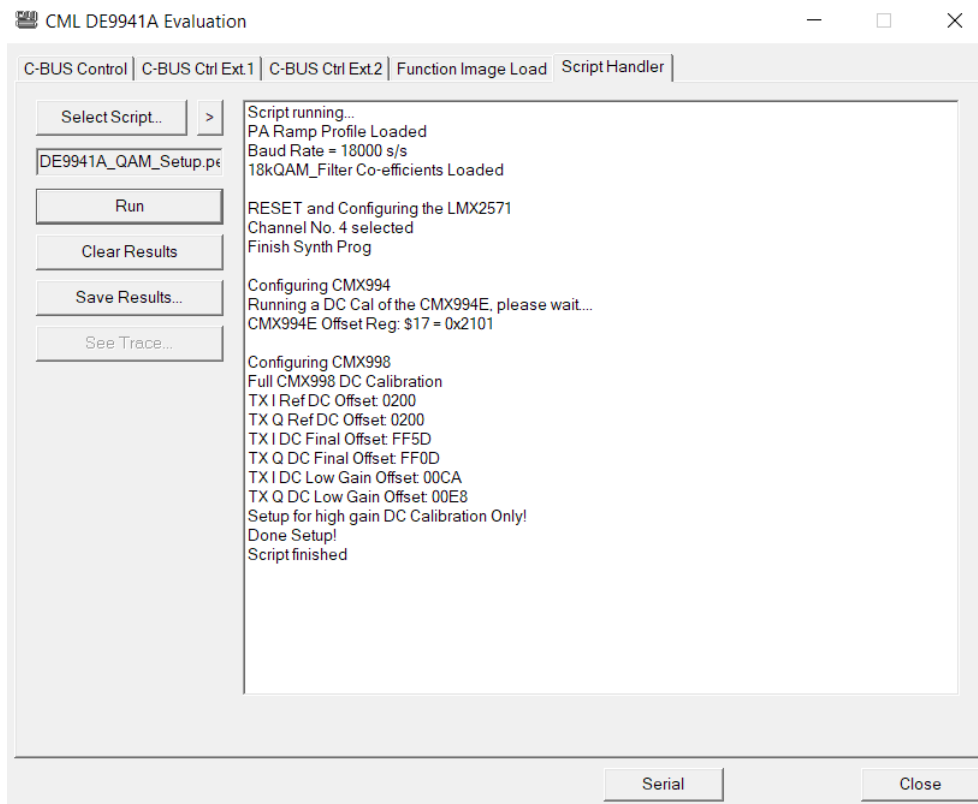 CML DE9941A Evaluation
C-BUS Control C-BUS Ctrl Ext.1 C-BUS Ctrl Ext.2 Function Image Load Script Handler
Select Script... >
DE9941A_QAM_Setup.pe
Run
Clear Results
Save Results...
See Trace...
Script running...
PA Ramp Profile Loaded
Baud Rate = 18000 s/s
18kQAM_Filter Co-efficients Loaded
RESET and Configuring the LMX2571
Channel No. 4 selected
Finish Synth Prog
Configuring CMX994
Running a DC Cal of the CMX994E, please wait....
CMX994E Offset Reg: $17 = 0x2101
Configuring CMX998
Full CMX998 DC Calibration
TX I Ref DC Offset: 0200
TX Q Ref DC Offset: 0200
TX I DC Final Offset: FF5D
TX Q DC Final Offset: FF0D
TX I DC Low Gain Offset: 00CA
TX Q DC Low Gain Offset: 00E8
Setup for high gain DC Calibration Only!
Done Setup!
Script finished
Serial Close